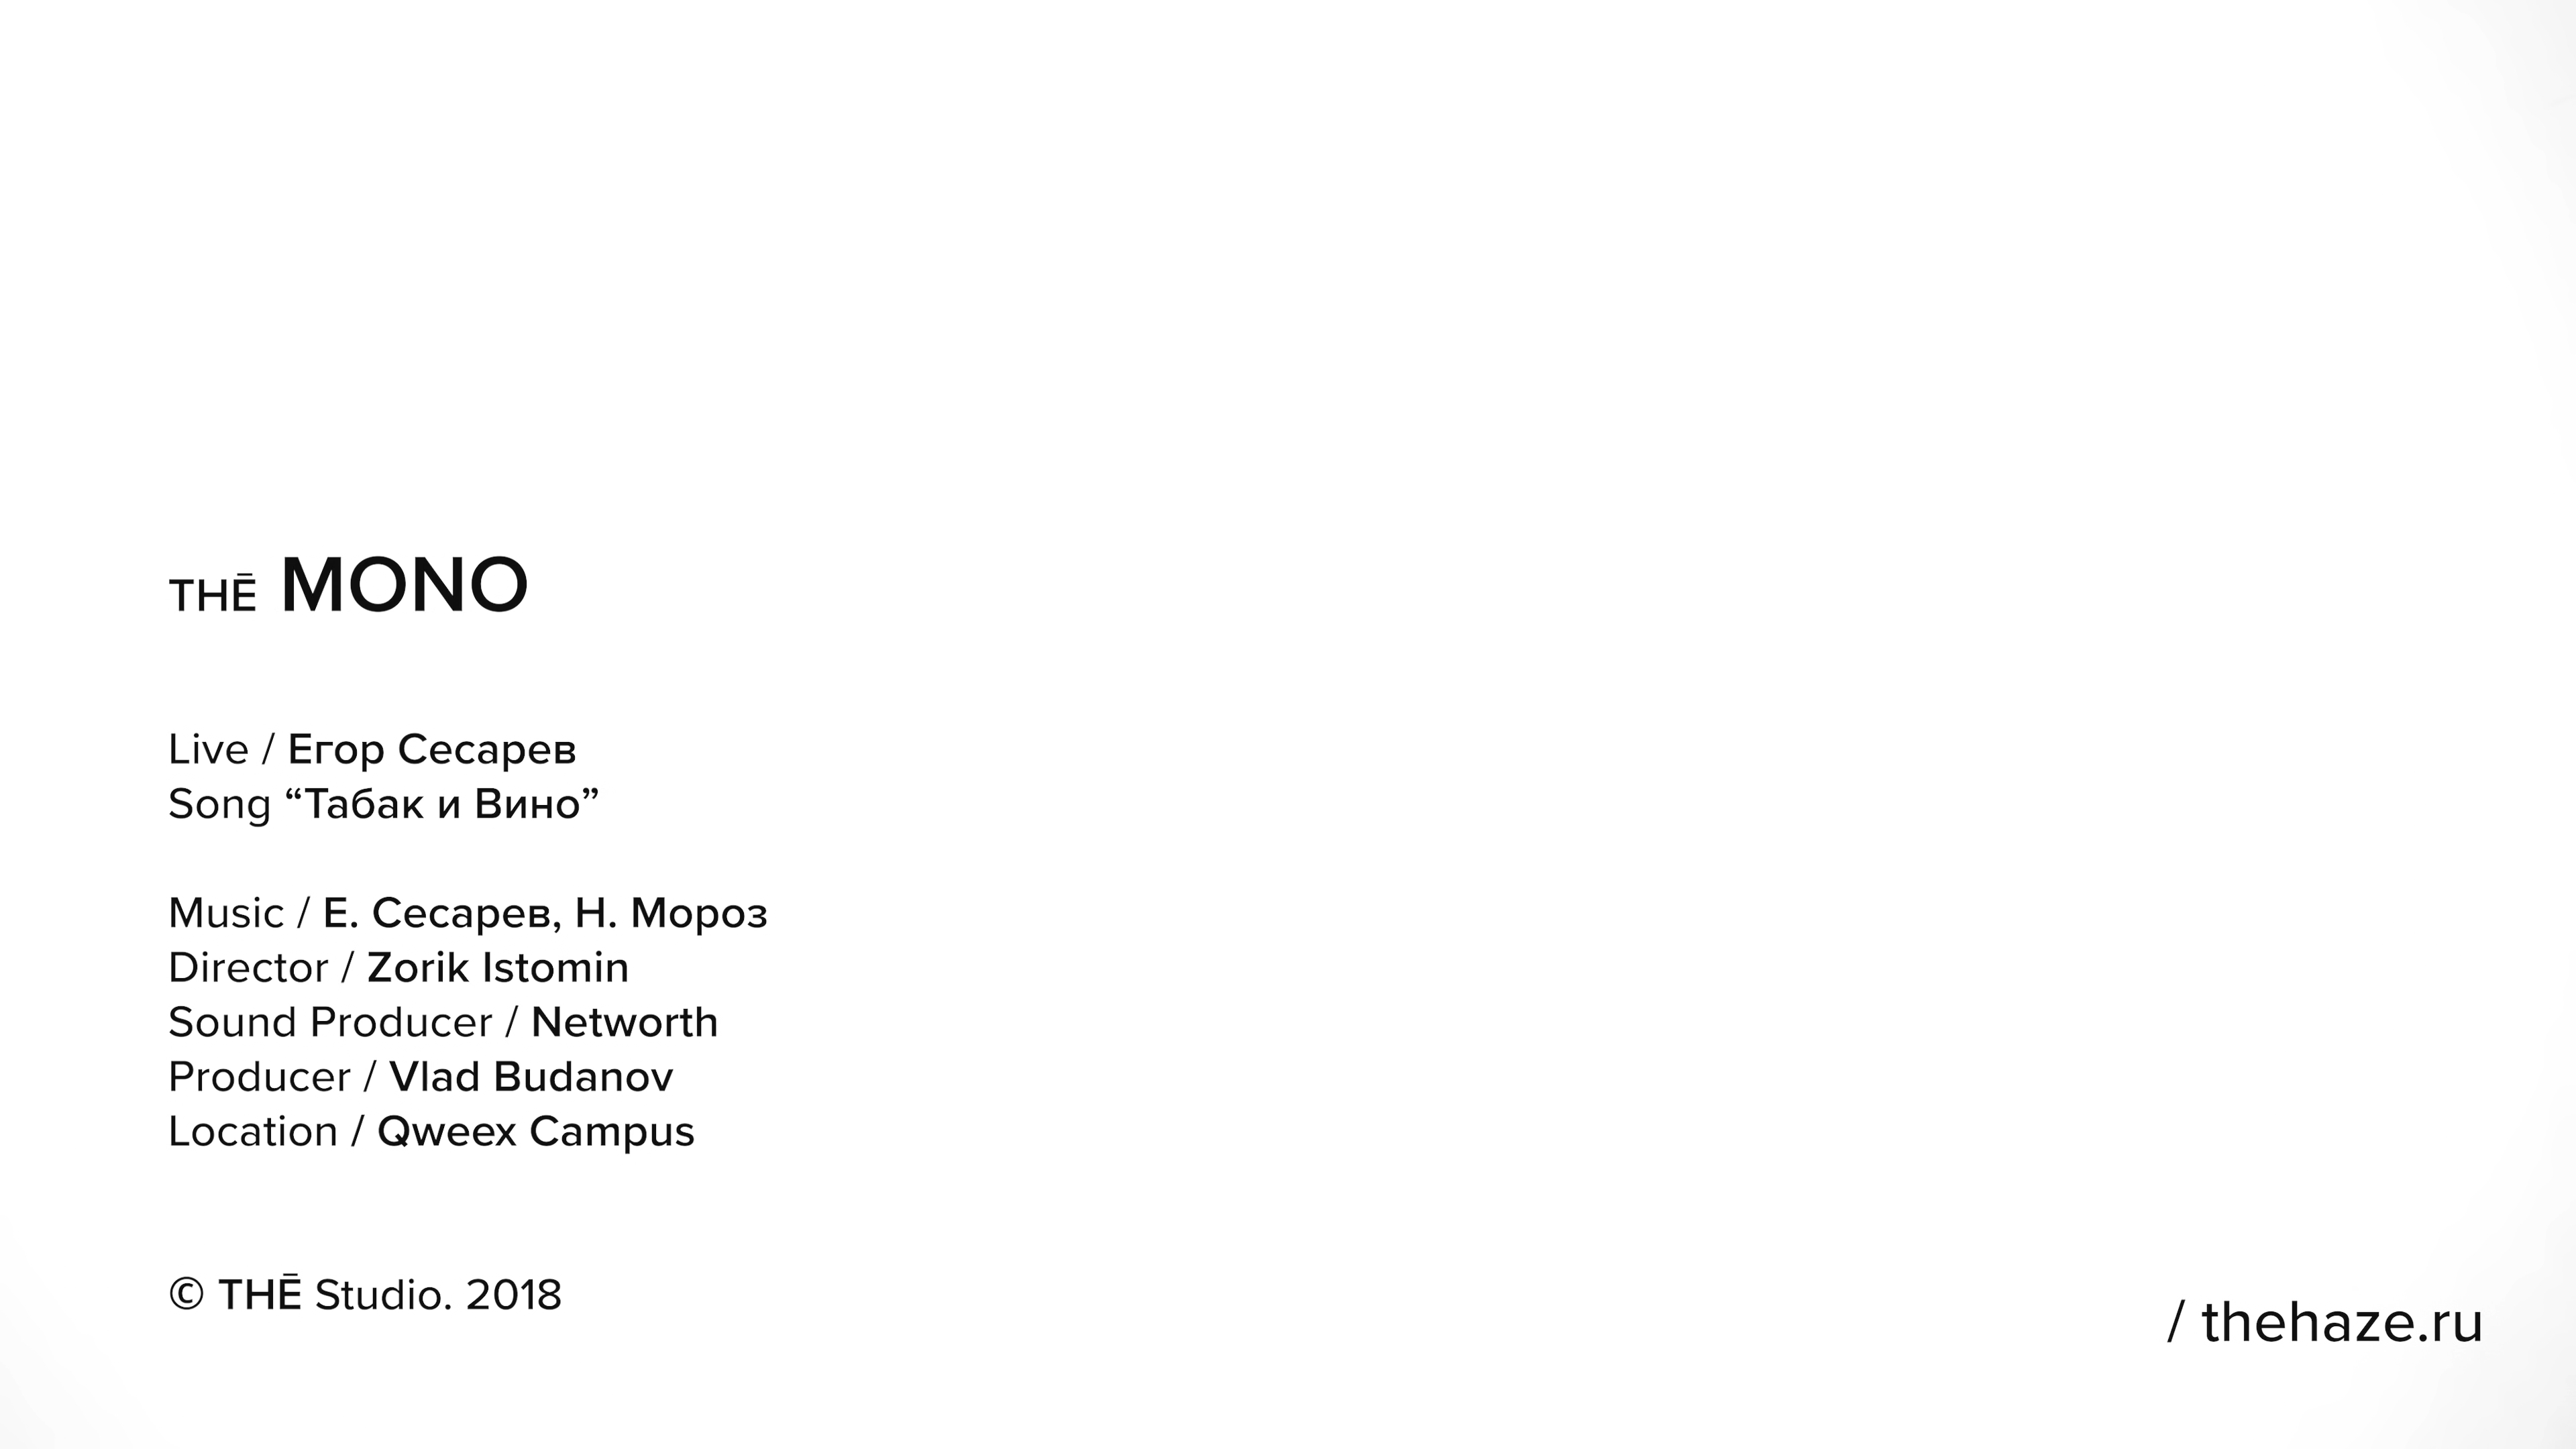 THĒ MONO
Live / Егор Сесарев
Song “Табак и Вино”
Music / Е. Сесарев, Н. Мороз
Director / Zorik Istomin
Sound Producer / Networth
Producer / Vlad Budanov
Location / Qweex Campus
© THĒ Studio. 2018
/ thehaze.ru